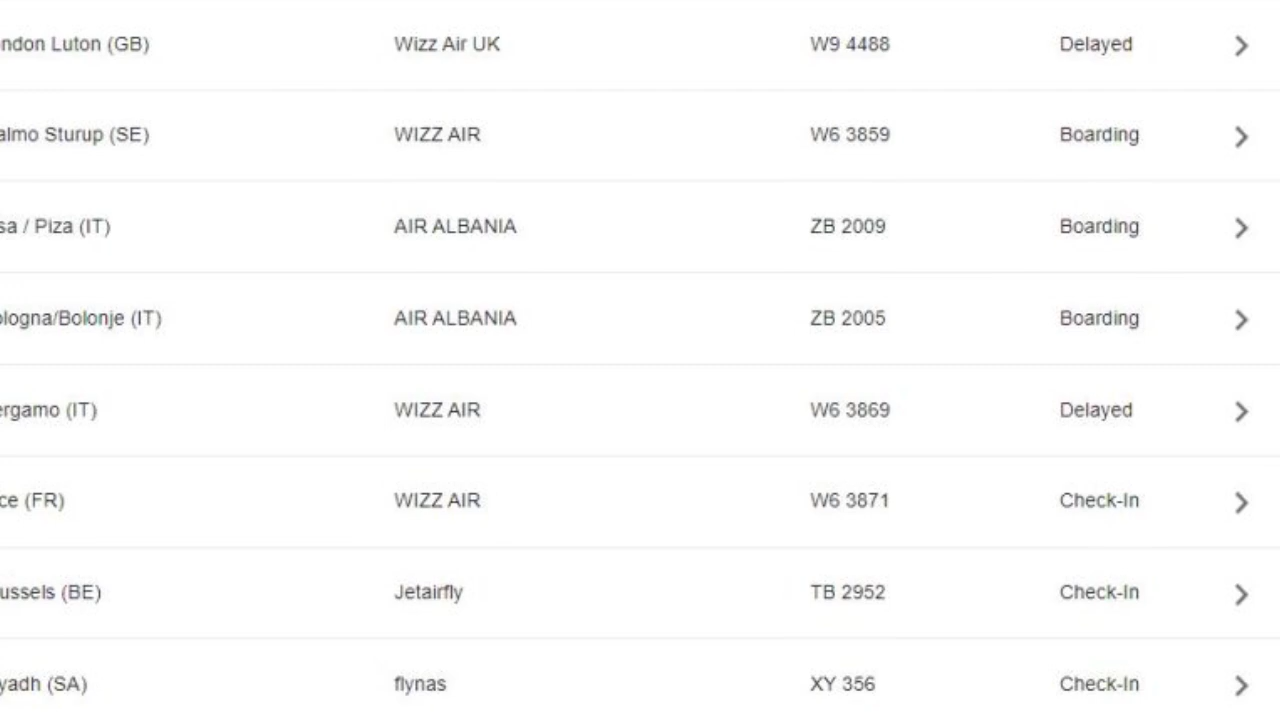 ndon Luton (GB) Wizz Air UK W9 4488 Delayed
almo Sturup (SE) WIZZ AIR W6 3859 Boarding
sa / Piza (IT) AIR ALBANIA ZB 2009 Boarding
ologna/Bolonje (IT) AIR ALBANIA ZB 2005 Boarding
ergamo (IT) WIZZ AIR W6 3869 Delayed
ce (FR) WIZZ AIR W6 3871 Check-In
ussels (BE) Jetairfly TB 2952 Check-In
yadh (SA) flynas XY 356 Check-In